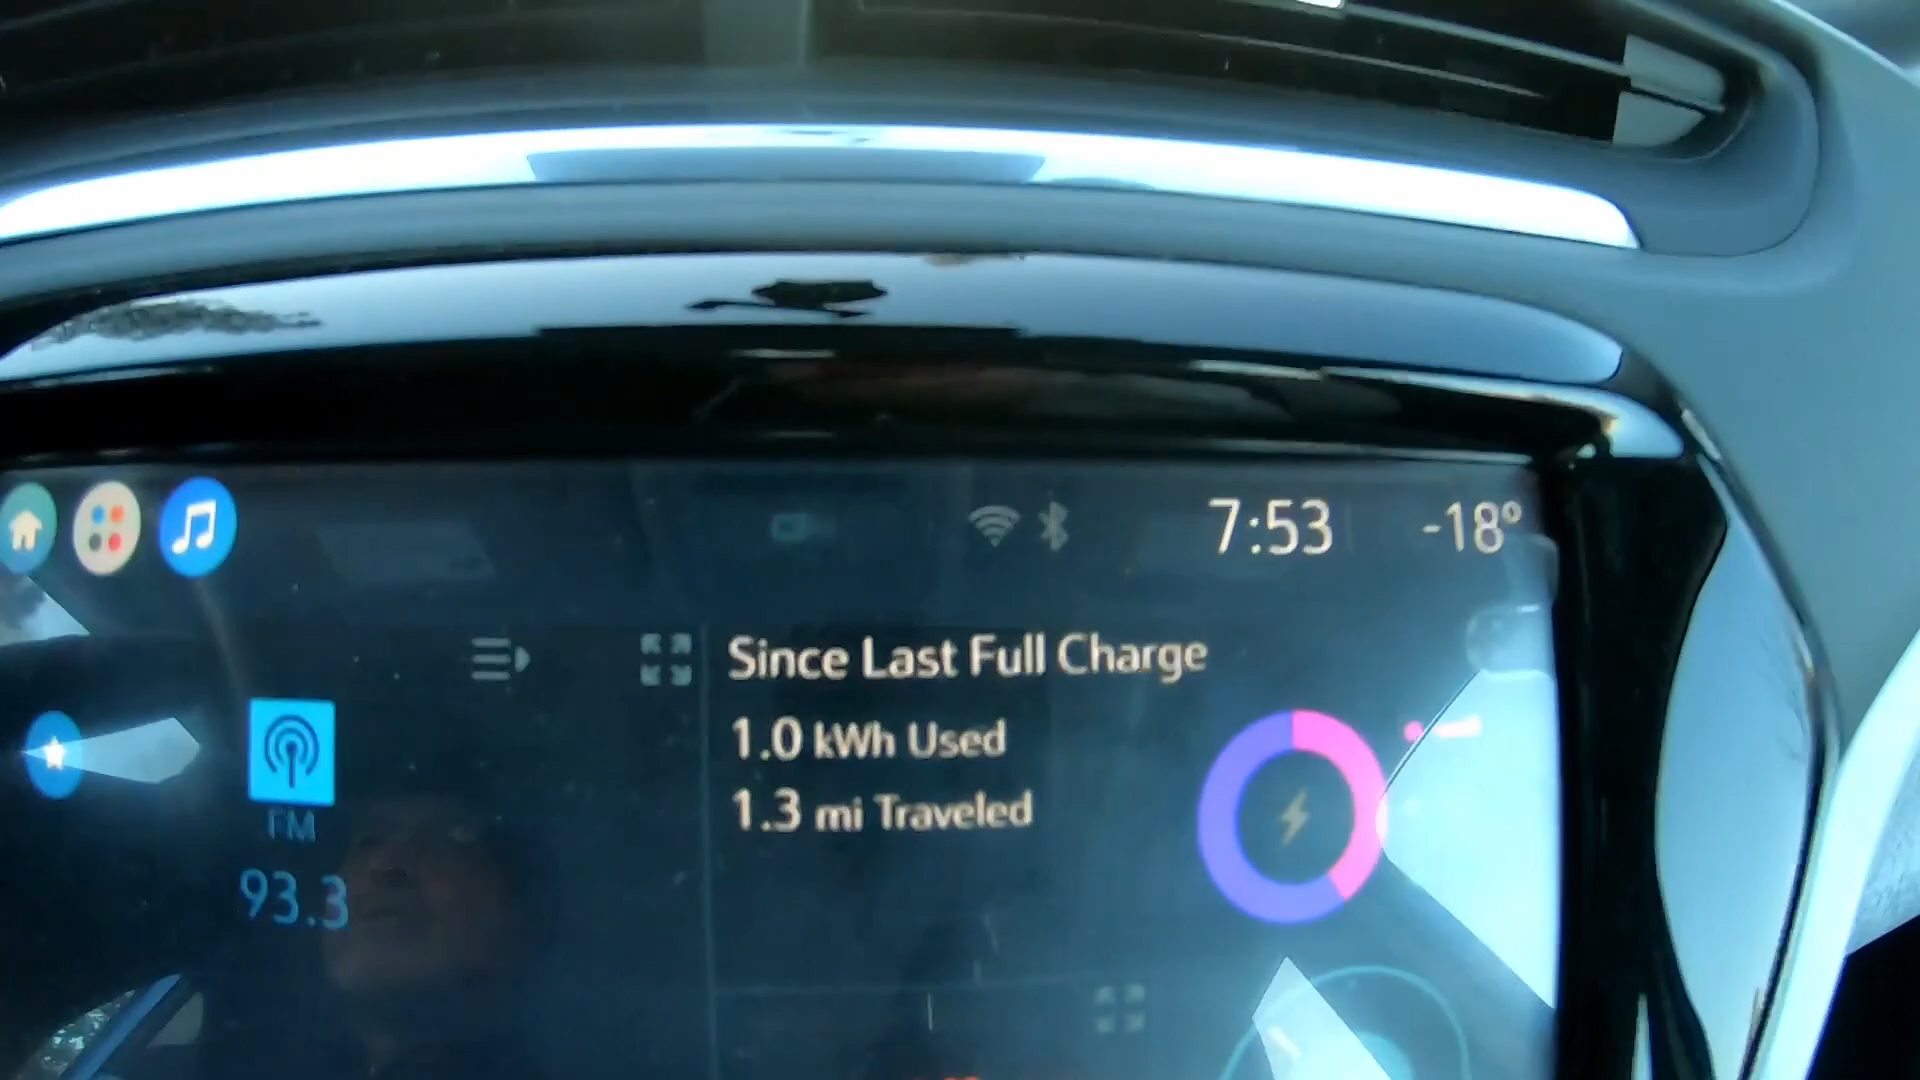 7:53
-18°
Since Last Full Charge
1.0 kWh Used
1.3 mi Traveled
FM
93.3